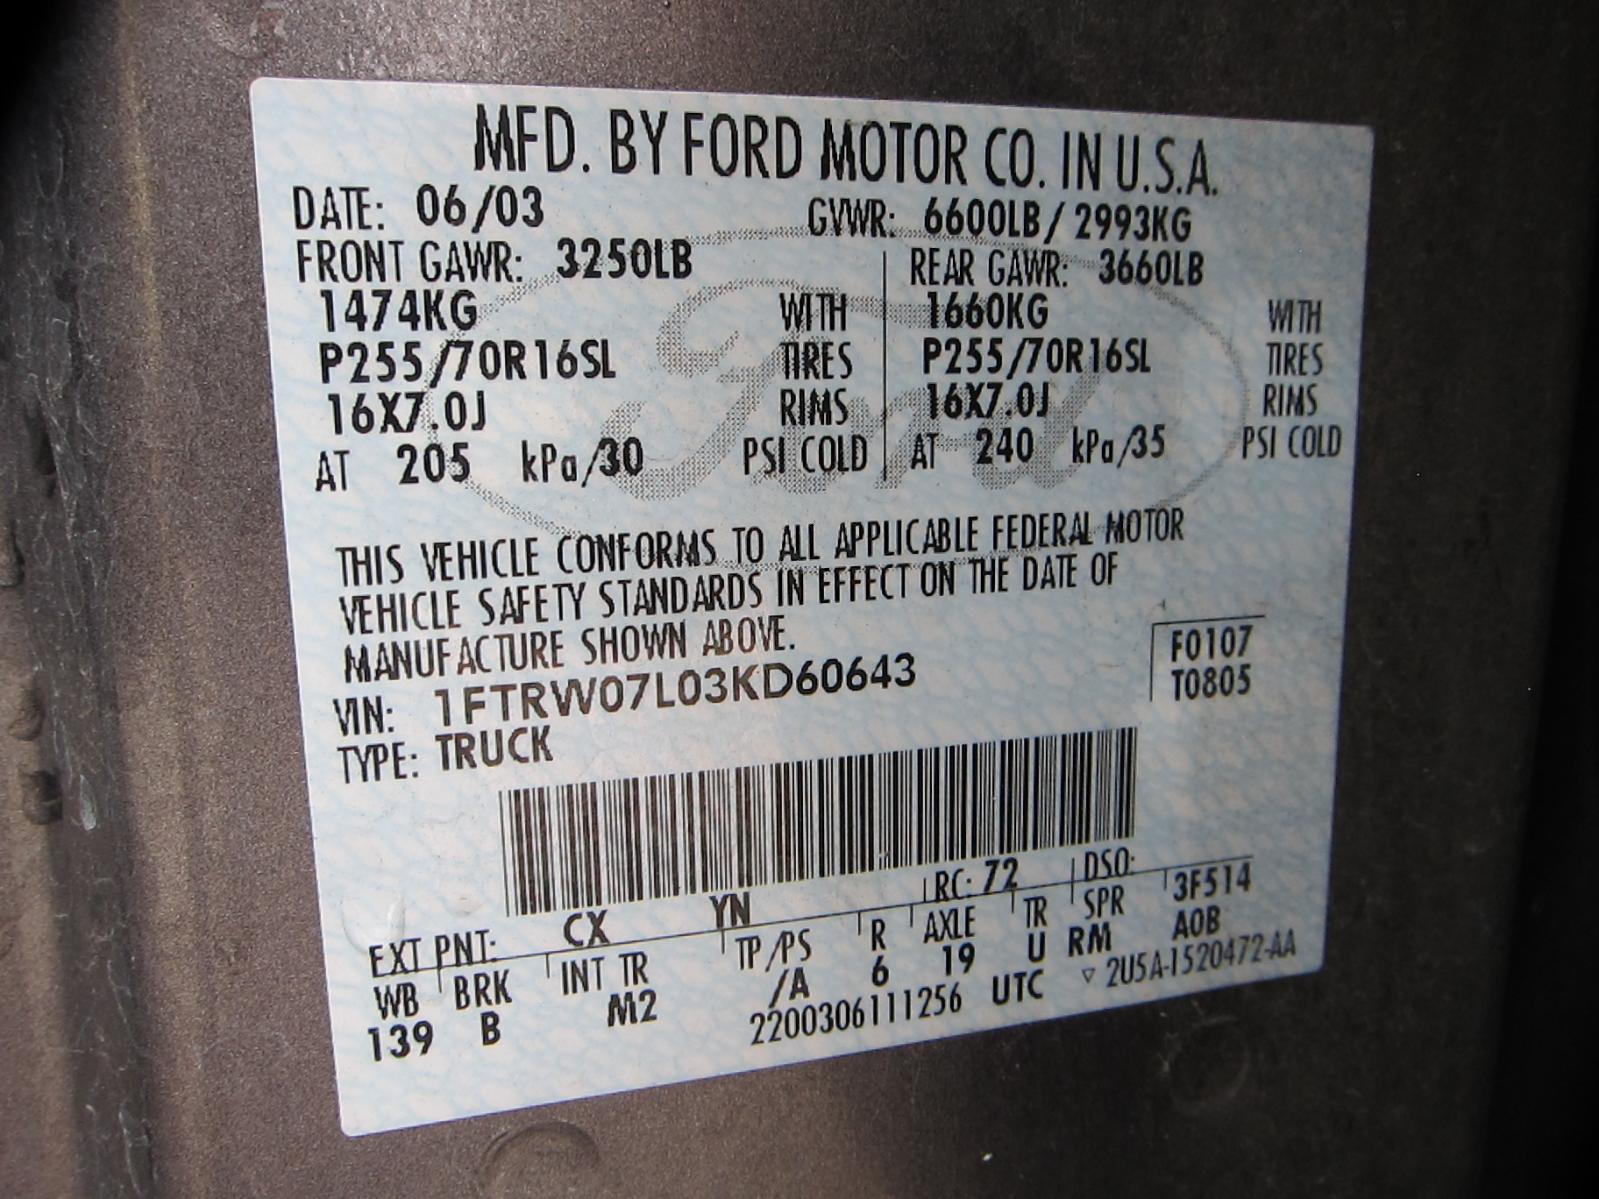 MFD. BY FORD MOTOR CO. IN U.S.A.
DATE: 06/03 GVWR: 6600LB/ 2993KG
FRONT GAWR: 3250LB REAR GAWR: 3660LB
1474KG WITH 1660KG WITH
P255/70R16SL TIRES P255/70R16SL TIRES
16X7.0J RIMS 16X7.0J RIMS
AT 205 kPa/30 PSI COLD AT 240 kPa/35 PSI COLD
Ford
THIS VEHICLE CONFORMS TO ALL APPLICABLE FEDERAL MOTOR
VEHICLE SAFETY STANDARDS IN EFFECT ON THE DATE OF
MANUFACTURE SHOWN ABOVE.
F0107
VIN: 1FTRW07L03KD60643
T0805
TYPE: TRUCK
EXT PNT: CX YN RC: 72 DSO:
WB BRK INT TR TP/PS R AXLE TR SPR 3F514
139 B M2 /A 6 19 U RM A0B
2200306111256 UTC ▽ 2U5A-1520472-AA